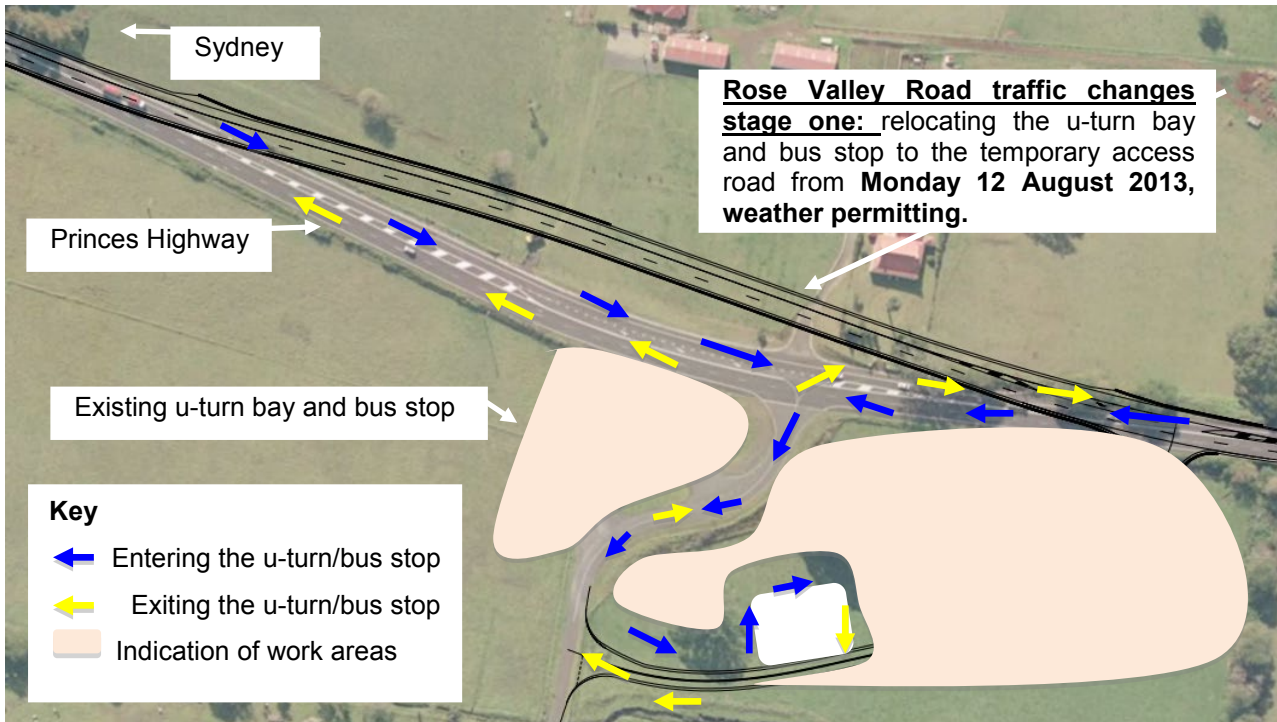 Sydney
Rose Valley Road traffic changes
stage one: relocating the u-turn bay
and bus stop to the temporary access
road from Monday 12 August 2013,
weather permitting.
Princes Highway
Existing u-turn bay and bus stop
Key
Entering the u-turn/bus stop
Exiting the u-turn/bus stop
Indication of work areas